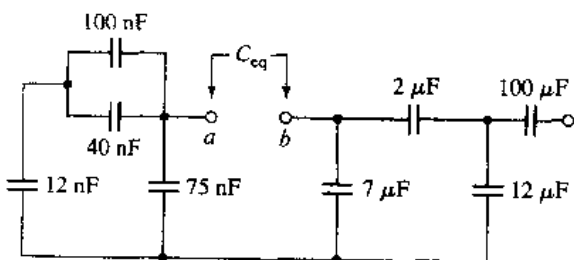 100 nF
C_eq
2 μF
100 μF
a
b
40 nF
12 nF
75 nF
7 μF
12 μF